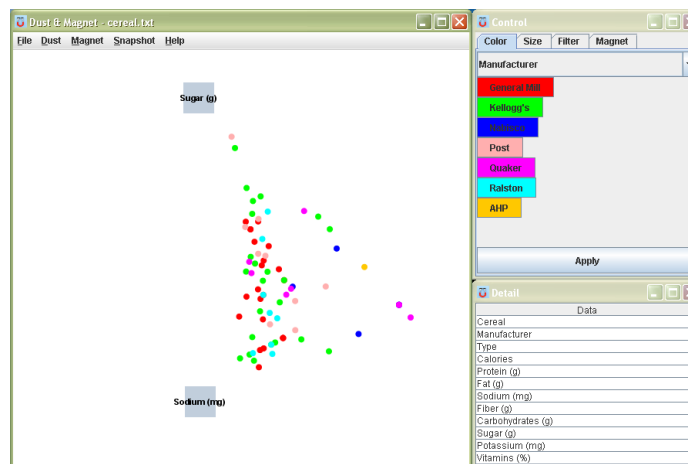 Dust & Magnet - cereal.txt
File Dust Magnet Snapshot Help
Sugar (g)
Sodium (mg)
Control
Color Size Filter Magnet
Manufacturer
General Mill
Kellogg's
Nabisco
Post
Quaker
Ralston
AHP
Apply
Detail
Data
Cereal
Manufacturer
Type
Calories
Protein (g)
Fat (g)
Sodium (mg)
Fiber (g)
Carbohydrates (g)
Sugar (g)
Potassium (mg)
Vitamins (%)